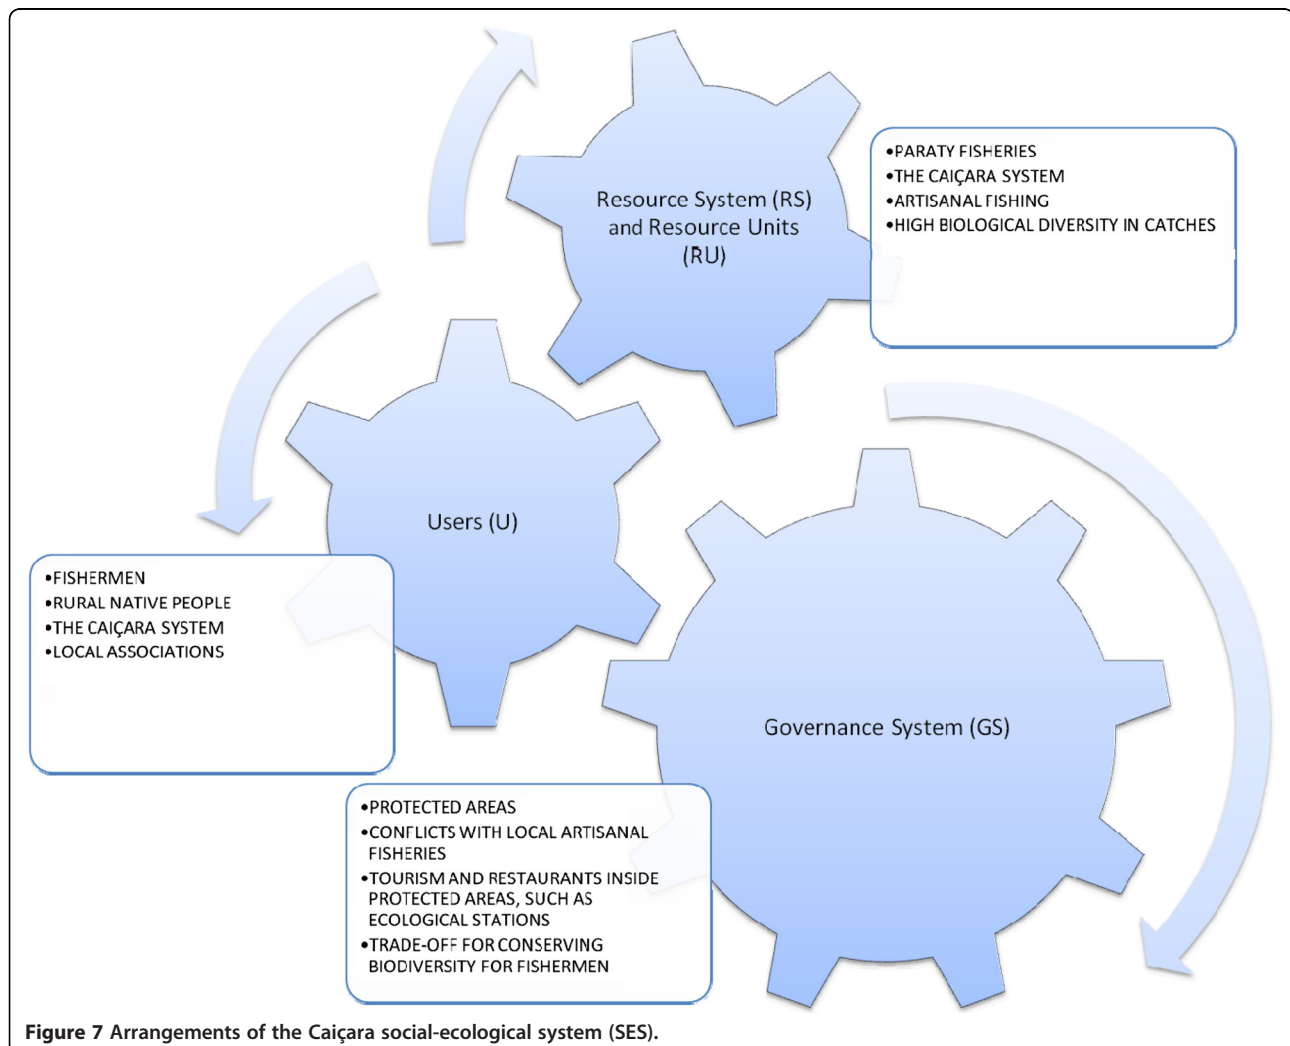 Resource System (RS)
and Resource Units
(RU)
•PARATY FISHERIES
•THE CAIÇARA SYSTEM
•ARTISANAL FISHING
•HIGH BIOLOGICAL DIVERSITY IN CATCHES
Users (U)
•FISHERMEN
•RURAL NATIVE PEOPLE
•THE CAIÇARA SYSTEM
•LOCAL ASSOCIATIONS
Governance System (GS)
•PROTECTED AREAS
•CONFLICTS WITH LOCAL ARTISANAL
FISHERIES
•TOURISM AND RESTAURANTS INSIDE
PROTECTED AREAS, SUCH AS
ECOLOGICAL STATIONS
•TRADE-OFF FOR CONSERVING
BIODIVERSITY FOR FISHERMEN
Figure 7 Arrangements of the Caiçara social-ecological system (SES).